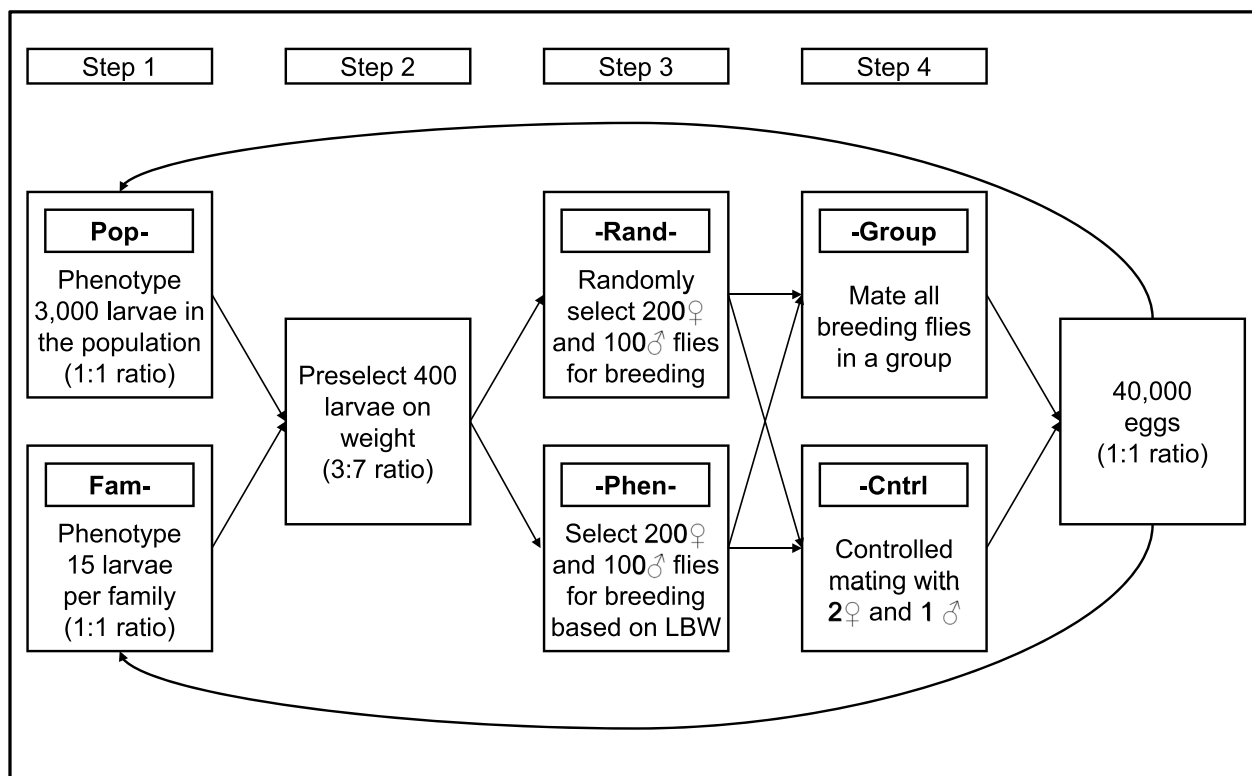 Step 1
Step 2
Step 3
Step 4
Pop-
Phenotype
3,000 larvae in
the population
(1:1 ratio)
Fam-
Phenotype
15 larvae
per family
(1:1 ratio)
Preselect 400
larvae on
weight
(3:7 ratio)
-Rand-
Randomly
select 200♀
and 100♂ flies
for breeding
-Phen-
Select 200♀
and 100♂ flies
for breeding
based on LBW
-Group
Mate all
breeding flies
in a group
-Cntrl
Controlled
mating with
2♀ and 1 ♂
40,000
eggs
(1:1 ratio)